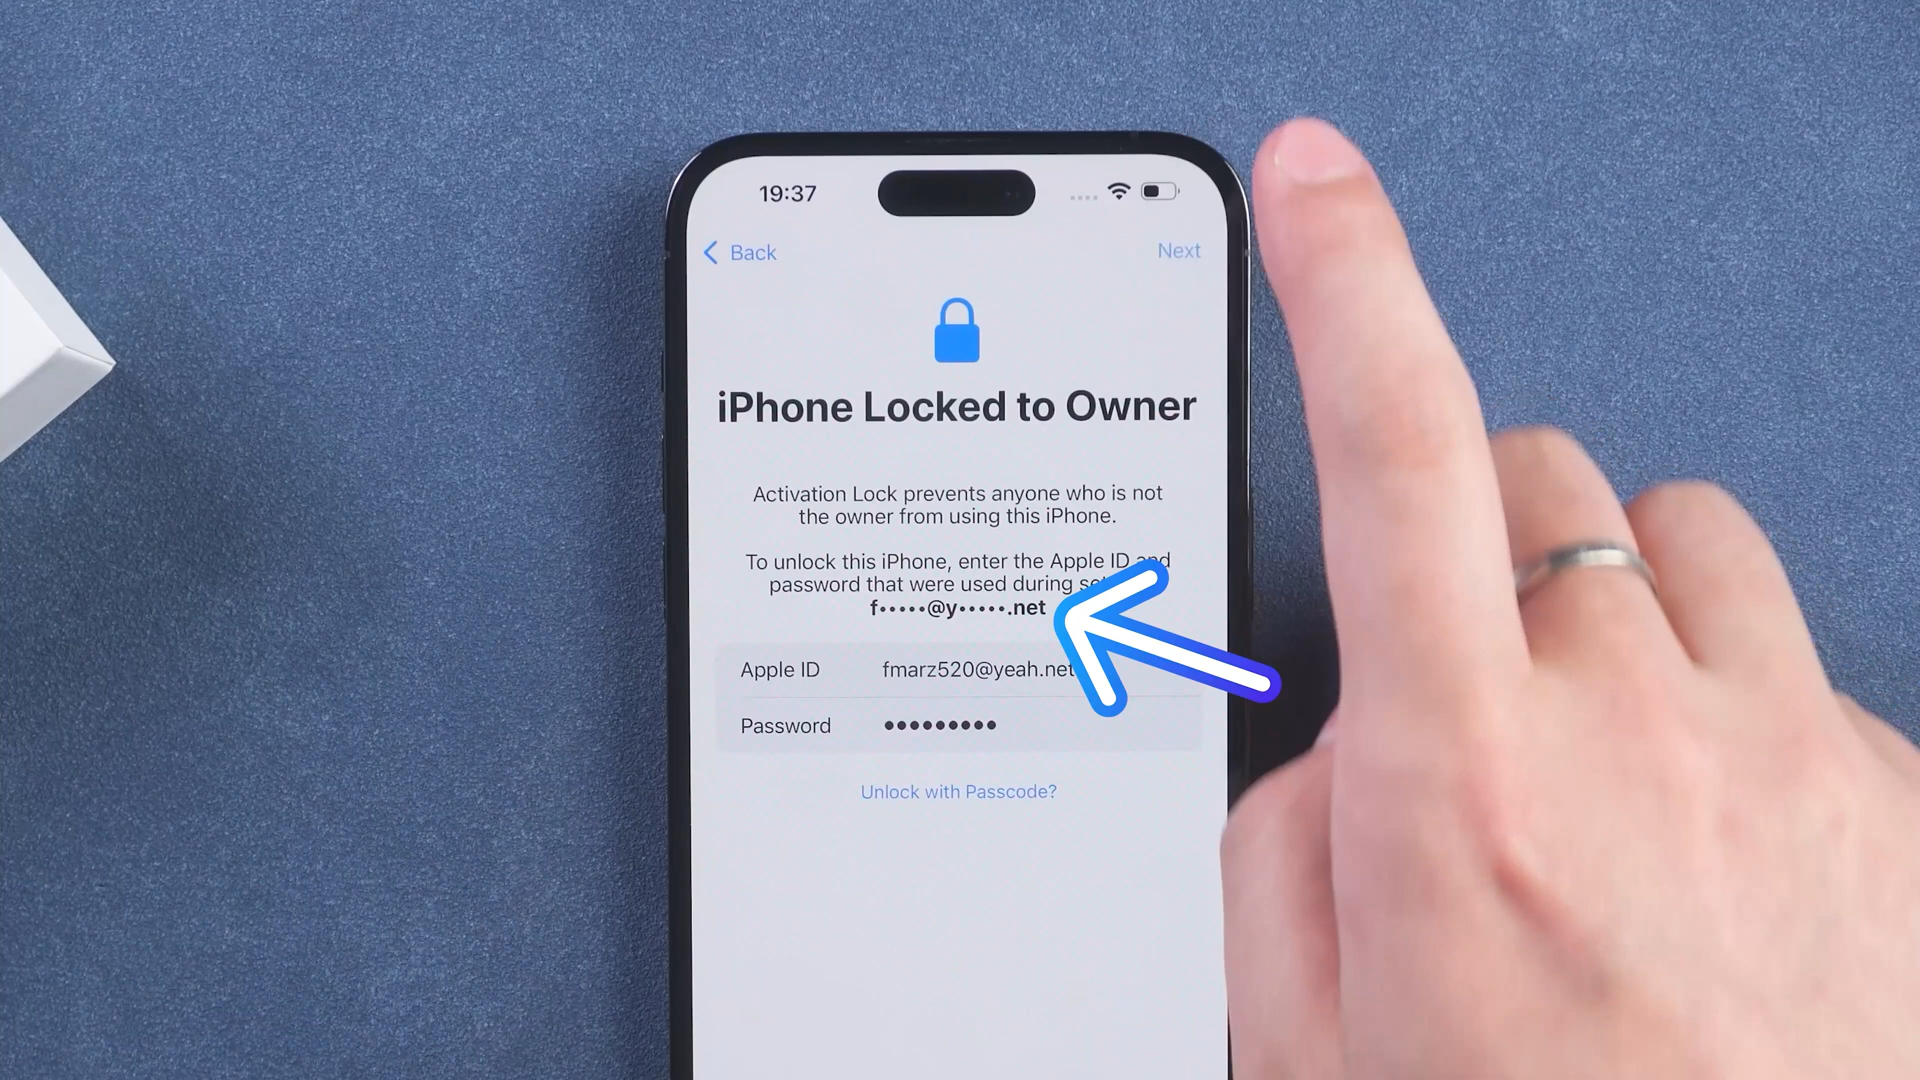 19:37
Back
Next
iPhone Locked to Owner
Activation Lock prevents anyone who is not
the owner from using this iPhone.
To unlock this iPhone, enter the Apple ID and
password that were used during
f•••••@y•••••.net
Apple ID fmarz520@yeah.net
Password •••••••••
Unlock with Passcode?